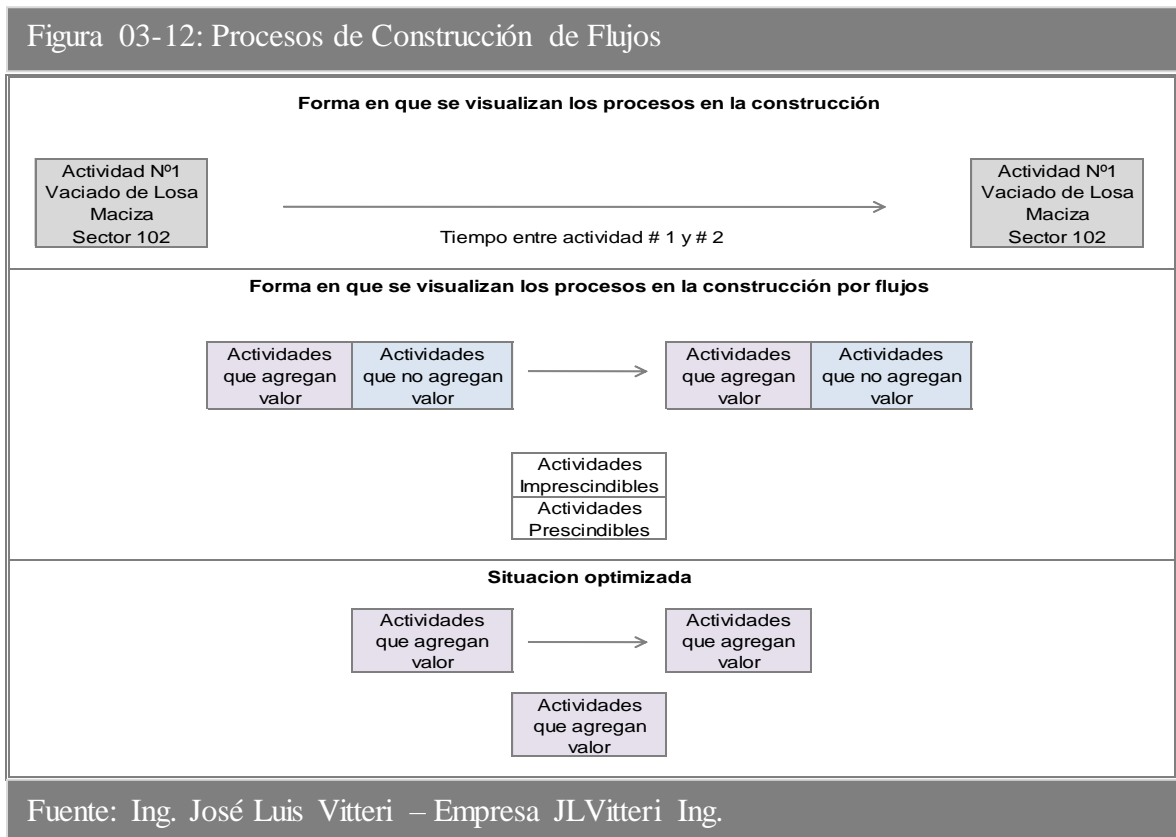 Figura 03-12: Procesos de Construcción de Flujos
Forma en que se visualizan los procesos en la construcción
Actividad Nº1
Vaciado de Losa
Maciza
Sector 102
Tiempo entre actividad # 1 y # 2
Actividad Nº1
Vaciado de Losa
Maciza
Sector 102
Forma en que se visualizan los procesos en la construcción por flujos
Actividades
que agregan
valor
Actividades
que no agregan
valor
Actividades
que agregan
valor
Actividades
que no agregan
valor
Actividades
Imprescindibles
Actividades
Prescindibles
Situacion optimizada
Actividades
que agregan
valor
Actividades
que agregan
valor
Actividades
que agregan
valor
Fuente: Ing. José Luis Vitteri – Empresa JLVitteri Ing.